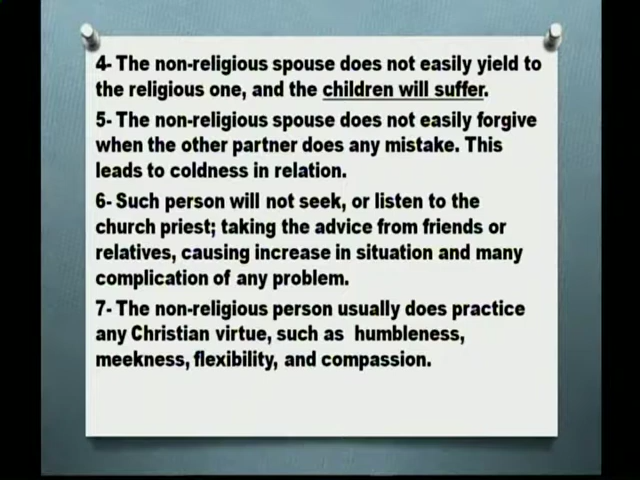 4- The non-religious spouse does not easily yield to
the religious one, and the children will suffer.
5- The non-religious spouse does not easily forgive
when the other partner does any mistake. This
leads to coldness in relation.
6- Such person will not seek, or listen to the
church priest; taking the advice from friends or
relatives, causing increase in situation and many
complication of any problem.
7- The non-religious person usually does practice
any Christian virtue, such as humbleness,
meekness, flexibility, and compassion.